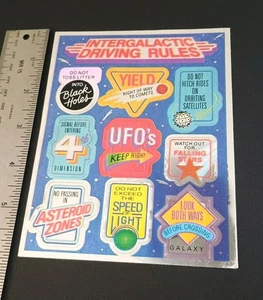 INTERGALACTIC
DRIVING RULES
DO NOT
TOSS LITTER
INTO
Black
Holes
YIELD
RIGHT OF WAY
TO COMETS
DO NOT
HITCH RIDES
ON
ORBITING
SATELLITES
SIGNAL BEFORE
ENTERING
4th
DIMENSION
UFO's
KEEP RIGHT
WATCH OUT
FOR
FALLING
STARS
NO PASSING
IN
ASTEROID
ZONES
DO NOT
EXCEED THE
SPEED
OF
LIGHT
LOOK
BOTH WAYS
BEFORE CROSSING
GALAXY